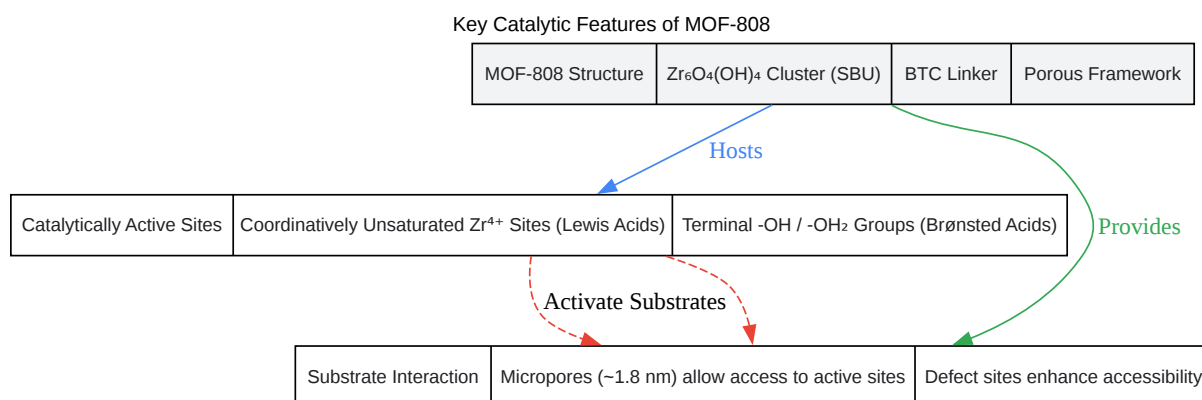 Key Catalytic Features of MOF-808
MOF-808 Structure
Zr₆O₄(OH)₄ Cluster (SBU)
BTC Linker
Porous Framework
Hosts
Catalytically Active Sites
Coordinatively Unsaturated Zr⁴⁺ Sites (Lewis Acids)
Terminal -OH / -OH₂ Groups (Brønsted Acids)
Provides
Activate Substrates
Substrate Interaction
Micropores (~1.8 nm) allow access to active sites
Defect sites enhance accessibility